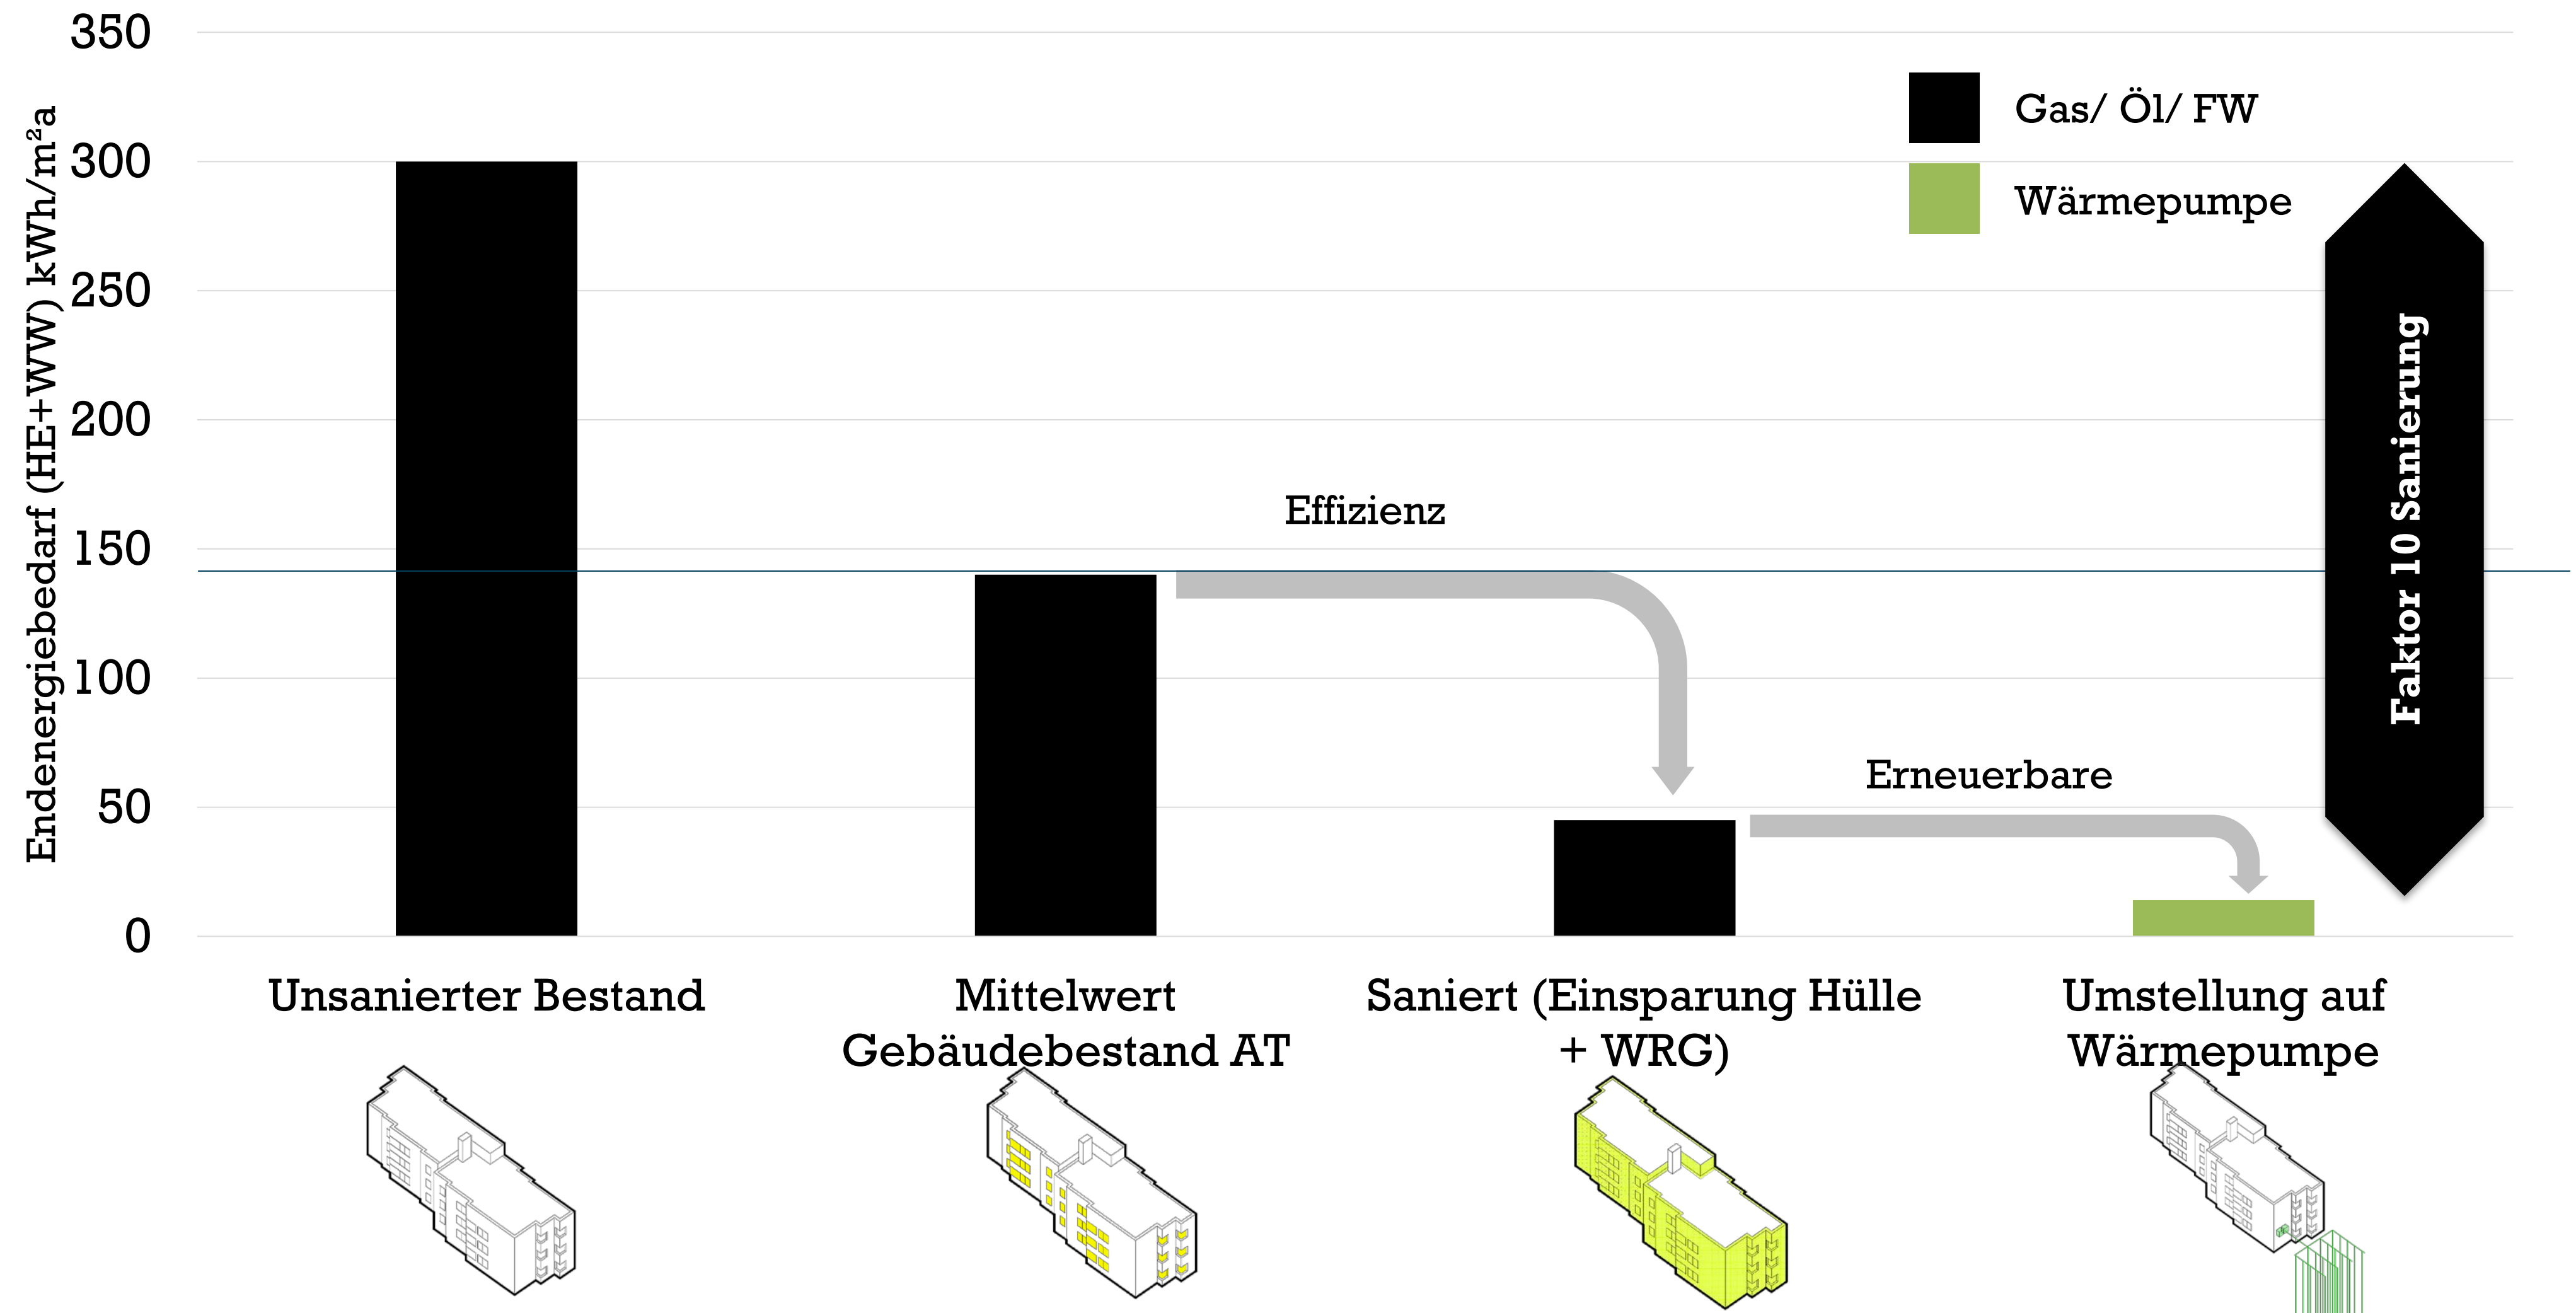 350
300
250
200
150
100
50
0
Endenergiebedarf (HE+WW) kWh/m²a
Gas/ Öl/ FW
Wärmepumpe
Effizienz
Erneuerbare
Faktor 10 Sanierung
Unsanierter Bestand
Mittelwert
Gebäudebestand AT
Saniert (Einsparung Hülle
+ WRG)
Umstellung auf
Wärmepumpe